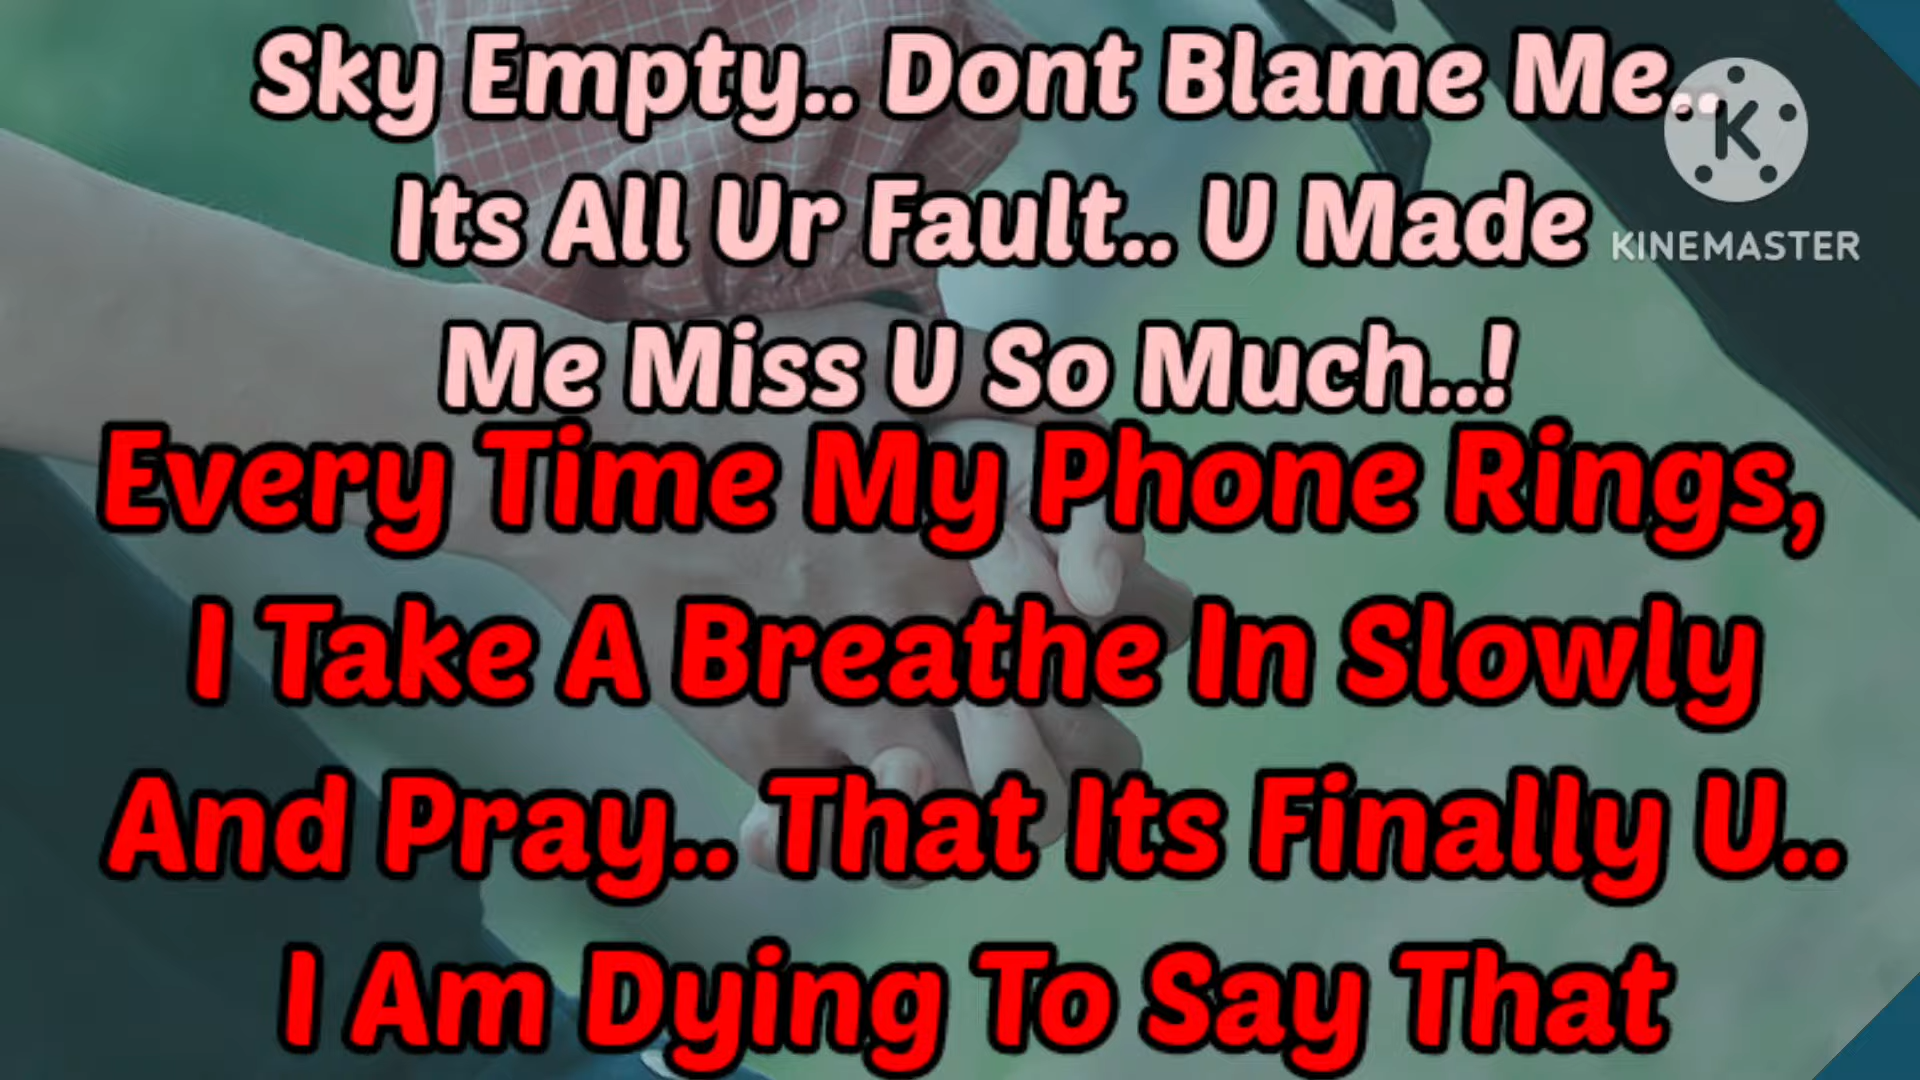 Sky Empty.. Dont Blame Me..
Its All Ur Fault.. U Made
Me Miss U So Much..!
Every Time My Phone Rings,
I Take A Breathe In Slowly
And Pray.. That Its Finally U..
I Am Dying To Say That
K
KINEMASTER